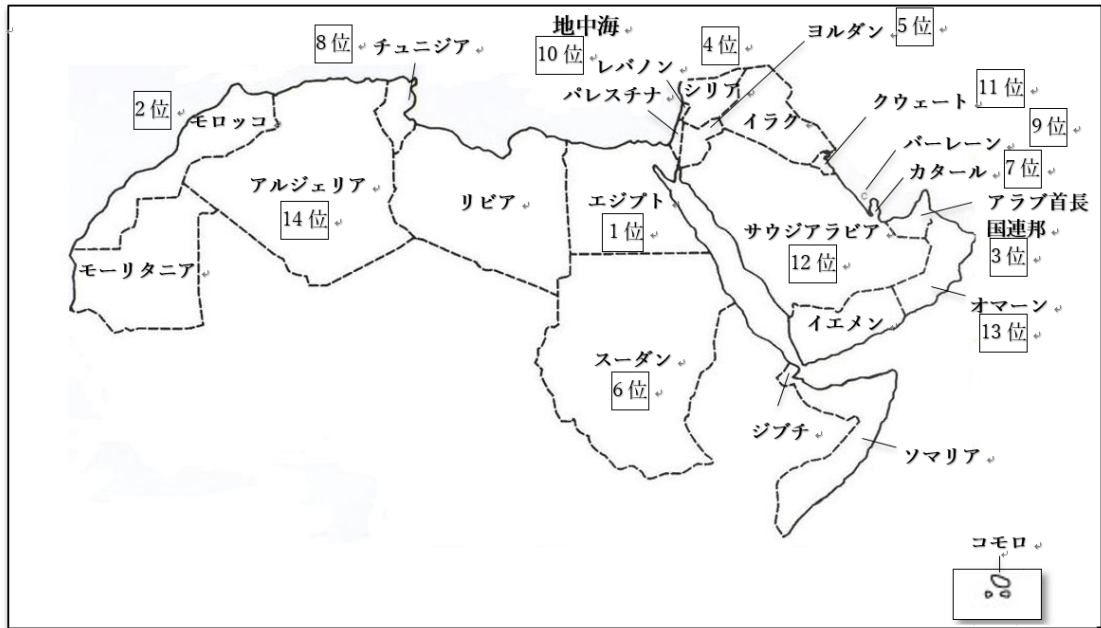 地中海
8位
チュニジア
10位
レバノン
パレスチナ
4位
シリア
ヨルダン
5位
イラク
2位
モロッコ
クウェート
11位
9位
バーレーン
カタール
7位
アルジェリア
14位
リビア
エジプト
1位
サウジアラビア
12位
アラブ首長
国連邦
3位
モーリタニア
オマーン
13位
イエメン
スーダン
6位
ジブチ
ソマリア
コモロ